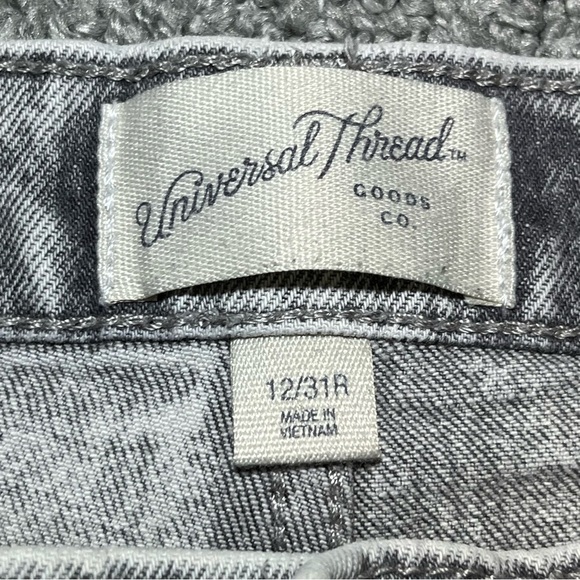 Universal Thread™
GOODS
CO.
12/31R
MADE IN
VIETNAM